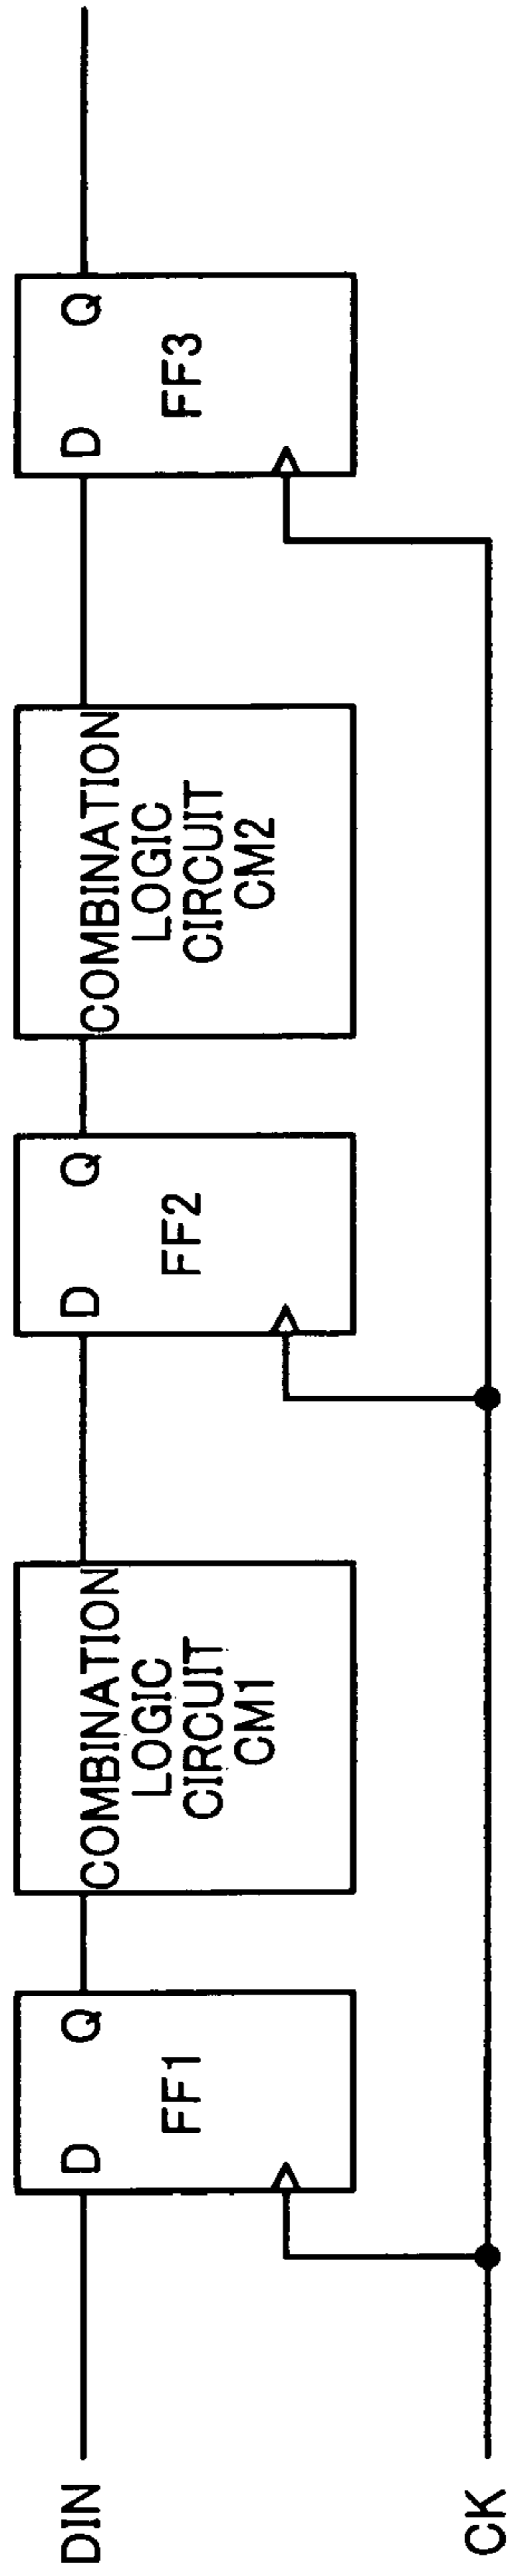 DIN
D
Q
FF1
COMBINATION
LOGIC
CIRCUIT
CM1
D
Q
FF2
COMBINATION
LOGIC
CIRCUIT
CM2
D
Q
FF3
CK